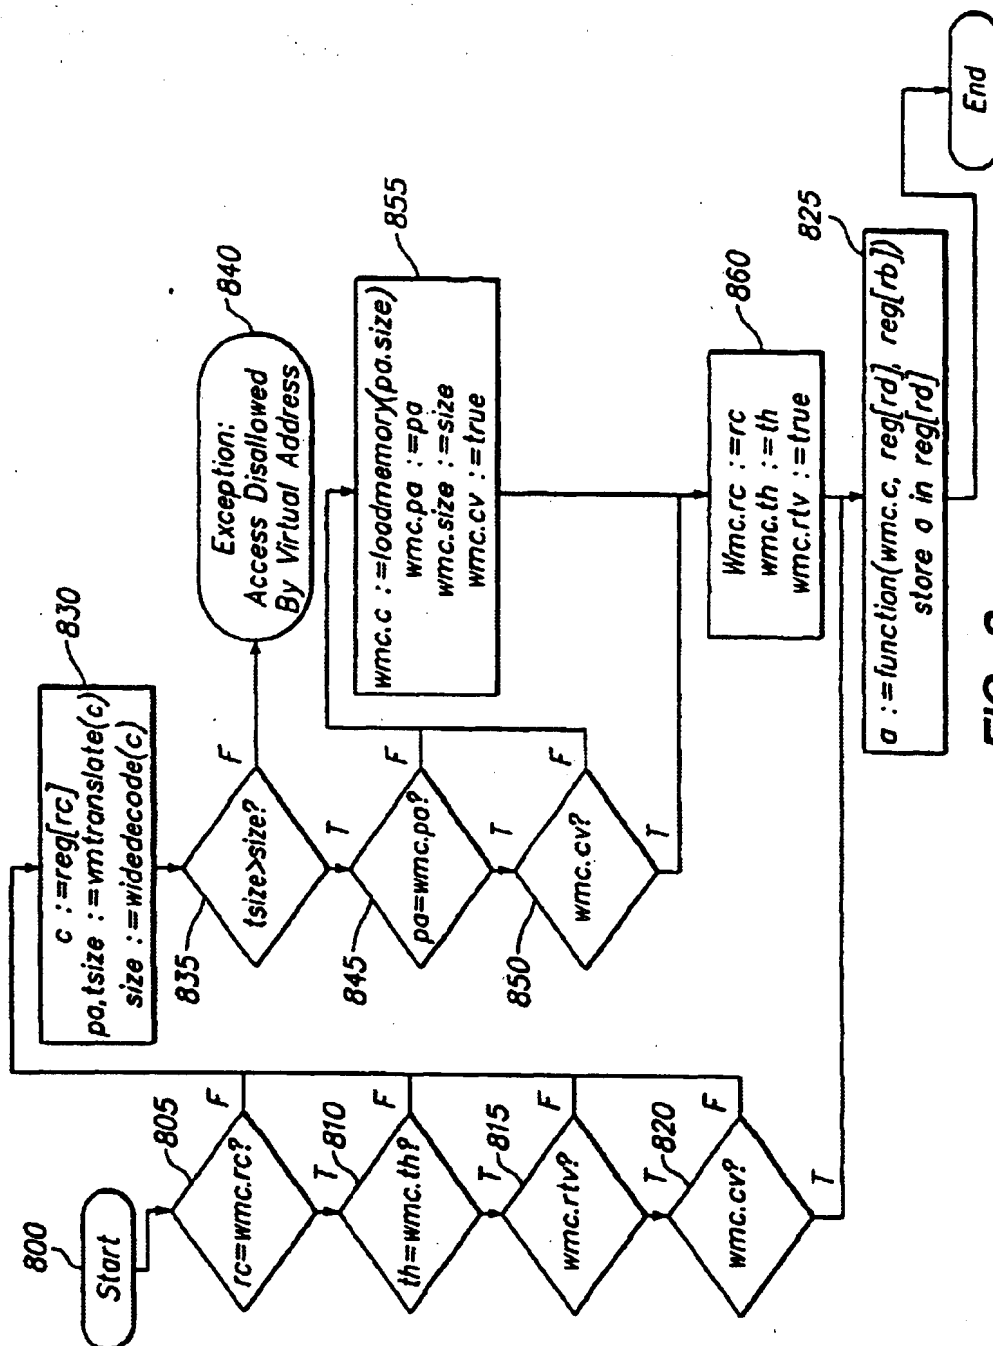 800
Start
805
rc=wmc.rc?
F
T
810
th=wmc.th?
F
T
815
wmc.rtv?
F
T
820
wmc.cv?
F
T
830
c :=reg[rc]
pa,tsize :=vmtranslate(c)
size :=widedecode(c)
835
tsize>size?
F
T
840
Exception:
Access Disallowed
By Virtual Address
845
pa=wmc.pa?
F
T
850
wmc.cv?
F
T
855
wmc.c :=loadmemory(pa.size)
wmc.pa :=pa
wmc.size :=size
wmc.cv :=true
860
Wmc.rc :=rc
wmc.th :=th
wmc.rtv :=true
825
a :=function(wmc.c, reg[rd], reg[rb])
store a in reg[rd]
End